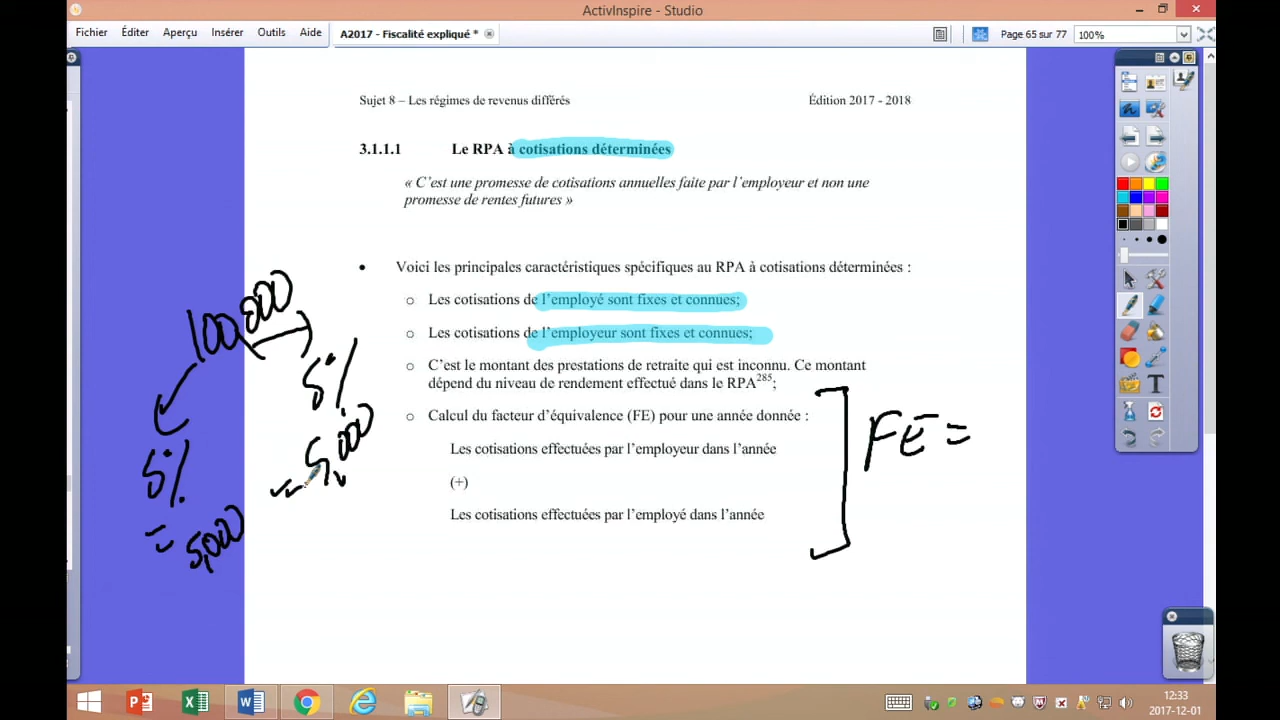 ActivInspire - Studio
Fichier Éditer Aperçu Insérer Outils Aide A2017 - Fiscalité expliqué * Page 65 sur 77 100%
Sujet 8 – Les régimes de revenus différés Édition 2017 - 2018
3.1.1.1 Le RPA à cotisations déterminées
« C’est une promesse de cotisations annuelles faite par l’employeur et non une
promesse de rentes futures »
• Voici les principales caractéristiques spécifiques au RPA à cotisations déterminées :
o Les cotisations de l’employé sont fixes et connues;
o Les cotisations de l’employeur sont fixes et connues;
o C’est le montant des prestations de retraite qui est inconnu. Ce montant
dépend du niveau de rendement effectué dans le RPA285;
o Calcul du facteur d’équivalence (FE) pour une année donnée :
Les cotisations effectuées par l’employeur dans l’année
(+)
Les cotisations effectuées par l’employé dans l’année
100,000
5%
5,000
5%
= 5,000
FE =
12:33
2017-12-01